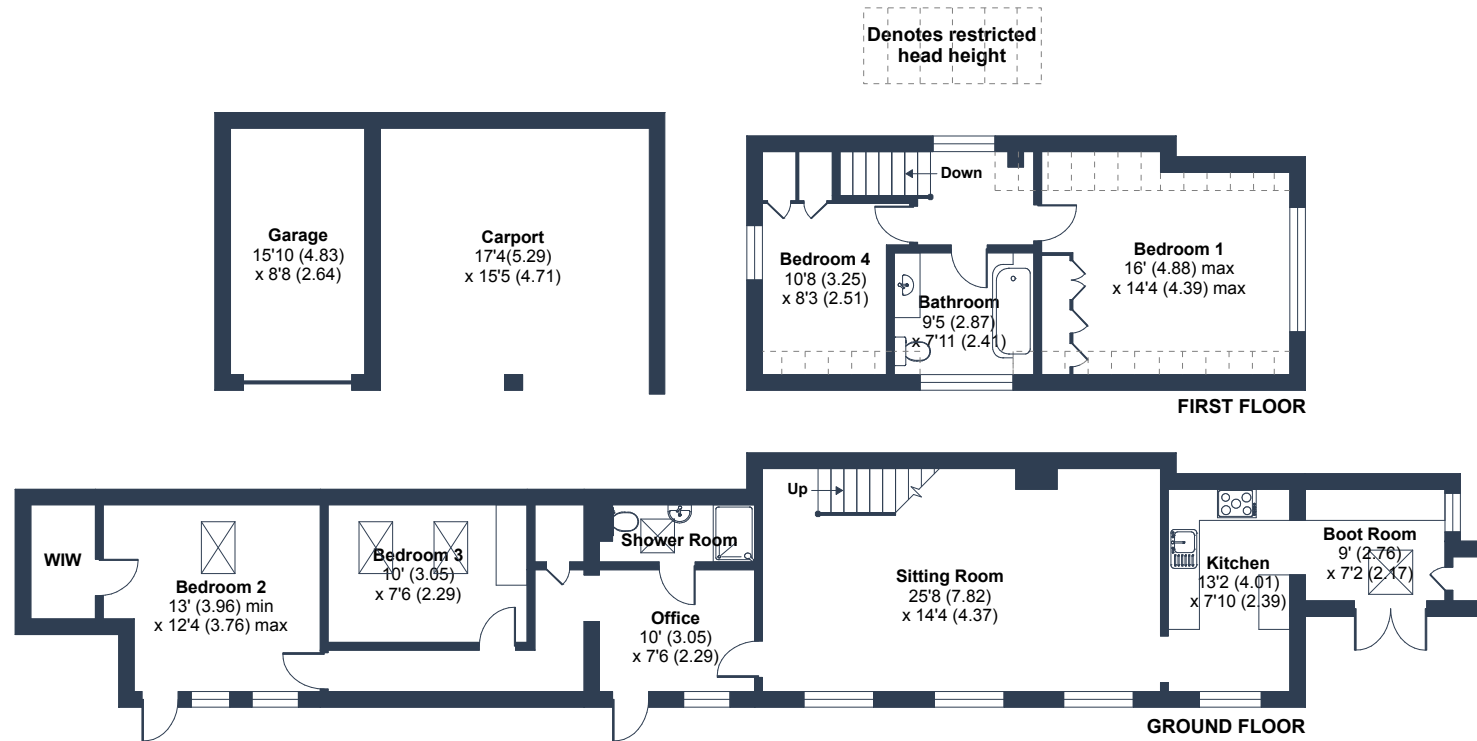 Denotes restricted
head height
Garage
15'10 (4.83)
x 8'8 (2.64)
Carport
17'4(5.29)
x 15'5 (4.71)
Down
Bedroom 4
10'8 (3.25)
x 8'3 (2.51)
Bathroom
9'5 (2.87)
x 7'11 (2.41)
Bedroom 1
16' (4.88) max
x 14'4 (4.39) max
FIRST FLOOR
WIW
Bedroom 2
13' (3.96) min
x 12'4 (3.76) max
Bedroom 3
10' (3.05)
x 7'6 (2.29)
Shower Room
Office
10' (3.05)
x 7'6 (2.29)
Up
Sitting Room
25'8 (7.82)
x 14'4 (4.37)
Kitchen
13'2 (4.01)
x 7'10 (2.39)
Boot Room
9' (2.76)
x 7'2 (2.17)
GROUND FLOOR